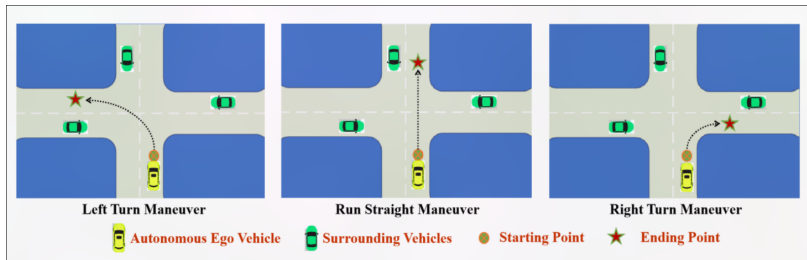 Left Turn Maneuver
Run Straight Maneuver
Right Turn Maneuver
Autonomous Ego Vehicle
Surrounding Vehicles
Starting Point
Ending Point